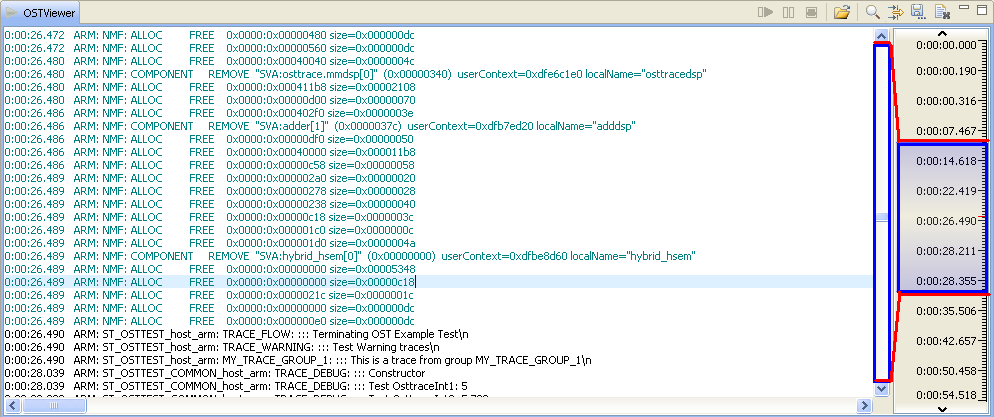 OSTViewer
0:00:26.472 ARM: NMF: ALLOC FREE 0x0000:0x00000480 size=0x000000dc
0:00:26.472 ARM: NMF: ALLOC FREE 0x0000:0x00000560 size=0x000000dc
0:00:26.480 ARM: NMF: ALLOC FREE 0x0000:0x00040040 size=0x0000004c
0:00:26.480 ARM: NMF: COMPONENT REMOVE "SVA:osttrace.mmdsp[0]" (0x00000340) userContext=0xdfe6c1e0 localName="osttracedsp"
0:00:26.480 ARM: NMF: ALLOC FREE 0x0000:0x000411b8 size=0x00002108
0:00:26.480 ARM: NMF: ALLOC FREE 0x0000:0x00000d00 size=0x00000070
0:00:26.486 ARM: NMF: ALLOC FREE 0x0000:0x000402f0 size=0x0000003e
0:00:26.486 ARM: NMF: COMPONENT REMOVE "SVA:adder[1]" (0x0000037c) userContext=0xdfb7ed20 localName="adddsp"
0:00:26.486 ARM: NMF: ALLOC FREE 0x0000:0x00000df0 size=0x00000050
0:00:26.486 ARM: NMF: ALLOC FREE 0x0000:0x00040000 size=0x000011b8
0:00:26.486 ARM: NMF: ALLOC FREE 0x0000:0x00000c58 size=0x00000058
0:00:26.489 ARM: NMF: ALLOC FREE 0x0000:0x000002a0 size=0x00000020
0:00:26.489 ARM: NMF: ALLOC FREE 0x0000:0x00000278 size=0x00000028
0:00:26.489 ARM: NMF: ALLOC FREE 0x0000:0x00000238 size=0x00000040
0:00:26.489 ARM: NMF: ALLOC FREE 0x0000:0x00000c18 size=0x0000003c
0:00:26.489 ARM: NMF: ALLOC FREE 0x0000:0x000001c0 size=0x0000000c
0:00:26.489 ARM: NMF: ALLOC FREE 0x0000:0x000001d0 size=0x0000004a
0:00:26.489 ARM: NMF: COMPONENT REMOVE "SVA:hybrid_hsem[0]" (0x00000000) userContext=0xdfbe8d60 localName="hybrid_hsem"
0:00:26.489 ARM: NMF: ALLOC FREE 0x0000:0x00000000 size=0x00005348
0:00:26.489 ARM: NMF: ALLOC FREE 0x0000:0x00000000 size=0x00000c18
0:00:26.489 ARM: NMF: ALLOC FREE 0x0000:0x0000021c size=0x0000001c
0:00:26.489 ARM: NMF: ALLOC FREE 0x0000:0x00000000 size=0x000000dc
0:00:26.489 ARM: NMF: ALLOC FREE 0x0000:0x000000e0 size=0x000000dc
0:00:26.490 ARM: ST_OSTTEST_host_arm: TRACE_FLOW: ::: Terminating OST Example Test\n
0:00:26.490 ARM: ST_OSTTEST_host_arm: TRACE_WARNING: ::: Test Warning traces\n
0:00:26.490 ARM: ST_OSTTEST_host_arm: MY_TRACE_GROUP_1: ::: This is a trace from group MY_TRACE_GROUP_1\n
0:00:28.039 ARM: ST_OSTTEST_COMMON_host_arm: TRACE_DEBUG: ::: Constructor
0:00:28.039 ARM: ST_OSTTEST_COMMON_host_arm: TRACE_DEBUG: ::: Test OsttraceInt1: 5
0:00:00.000
0:00:00.190
0:00:00.316
0:00:07.467
0:00:14.618
0:00:22.419
0:00:26.490
0:00:28.211
0:00:28.355
0:00:35.506
0:00:42.657
0:00:50.458
0:00:54.518